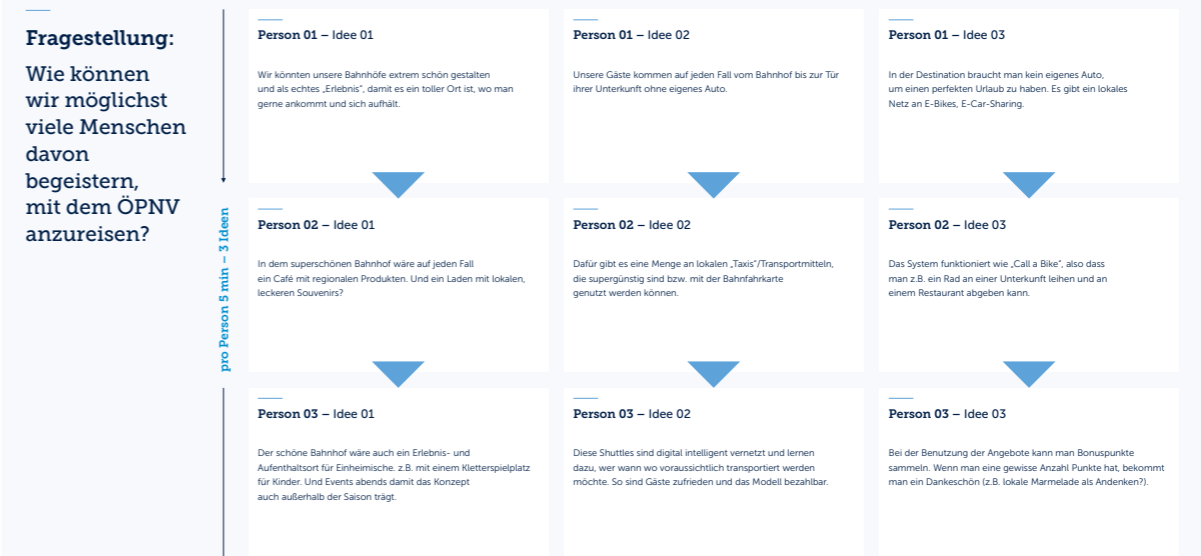 Fragestellung:
Wie können
wir möglichst
viele Menschen
davon
begeistern,
mit dem ÖPNV
anzureisen?
pro Person 5 min – 3 Ideen
Person 01 – Idee 01
Wir könnten unsere Bahnhöfe extrem schön gestalten
und als echtes „Erlebnis“, damit es ein toller Ort ist, wo man
gerne ankommt und sich aufhält.
Person 01 – Idee 02
Unsere Gäste kommen auf jeden Fall vom Bahnhof bis zur Tür
ihrer Unterkunft ohne eigenes Auto.
Person 01 – Idee 03
In der Destination braucht man kein eigenes Auto,
um einen perfekten Urlaub zu haben. Es gibt ein lokales
Netz an E-Bikes, E-Car-Sharing.
Person 02 – Idee 01
In dem superschönen Bahnhof wäre auf jeden Fall
ein Café mit regionalen Produkten. Und ein Laden mit lokalen,
leckeren Souvenirs?
Person 02 – Idee 02
Dafür gibt es eine Menge an lokalen „Taxis“/Transportmitteln,
die supergünstig sind bzw. mit der Bahnfahrkarte
genutzt werden können.
Person 02 – Idee 03
Das System funktioniert wie „Call a Bike“, also dass
man z.B. ein Rad an einer Unterkunft leihen und an
einem Restaurant abgeben kann.
Person 03 – Idee 01
Der schöne Bahnhof wäre auch ein Erlebnis- und
Aufenthaltsort für Einheimische. z.B. mit einem Kletterspielplatz
für Kinder. Und Events abends damit das Konzept
auch außerhalb der Saison trägt.
Person 03 – Idee 02
Diese Shuttles sind digital intelligent vernetzt und lernen
dazu, wer wann wo voraussichtlich transportiert werden
möchte. So sind Gäste zufrieden und das Modell bezahlbar.
Person 03 – Idee 03
Bei der Benutzung der Angebote kann man Bonuspunkte
sammeln. Wenn man eine gewisse Anzahl Punkte hat, bekommt
man ein Dankeschön (z.B. lokale Marmelade als Andenken?).